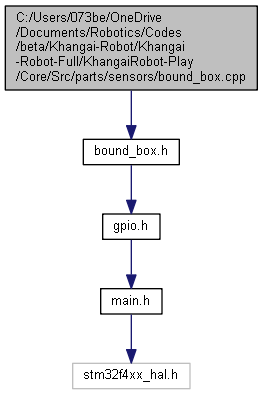 C:/Users/073be/OneDrive
/Documents/Robotics/Codes
/beta/Khangai-Robot/Khangai
-Robot-Full/KhangaiRobot-Play
/Core/Src/parts/sensors/bound_box.cpp
bound_box.h
gpio.h
main.h
stm32f4xx_hal.h